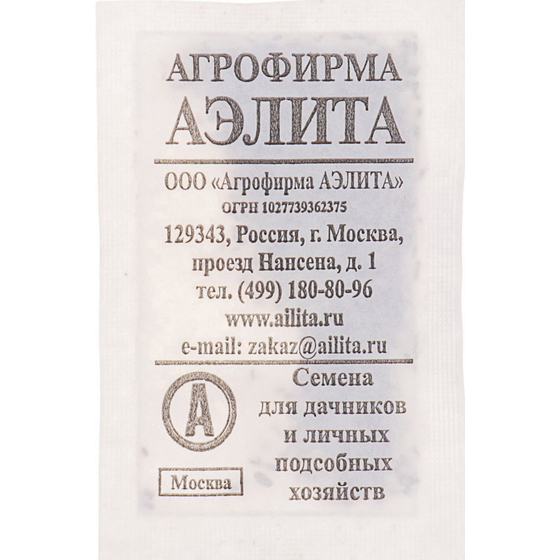 АГРОФИРМА
АЭЛИТА
ООО «Агрофирма АЭЛИТА»
ОГРН 1027739362375
129343, Россия, г. Москва,
проезд Нансена, д. 1
тел. (499) 180-80-96
www.ailita.ru
e-mail: zakaz@ailita.ru
А
Москва
Семена
для дачников
и личных
подсобных
хозяйств